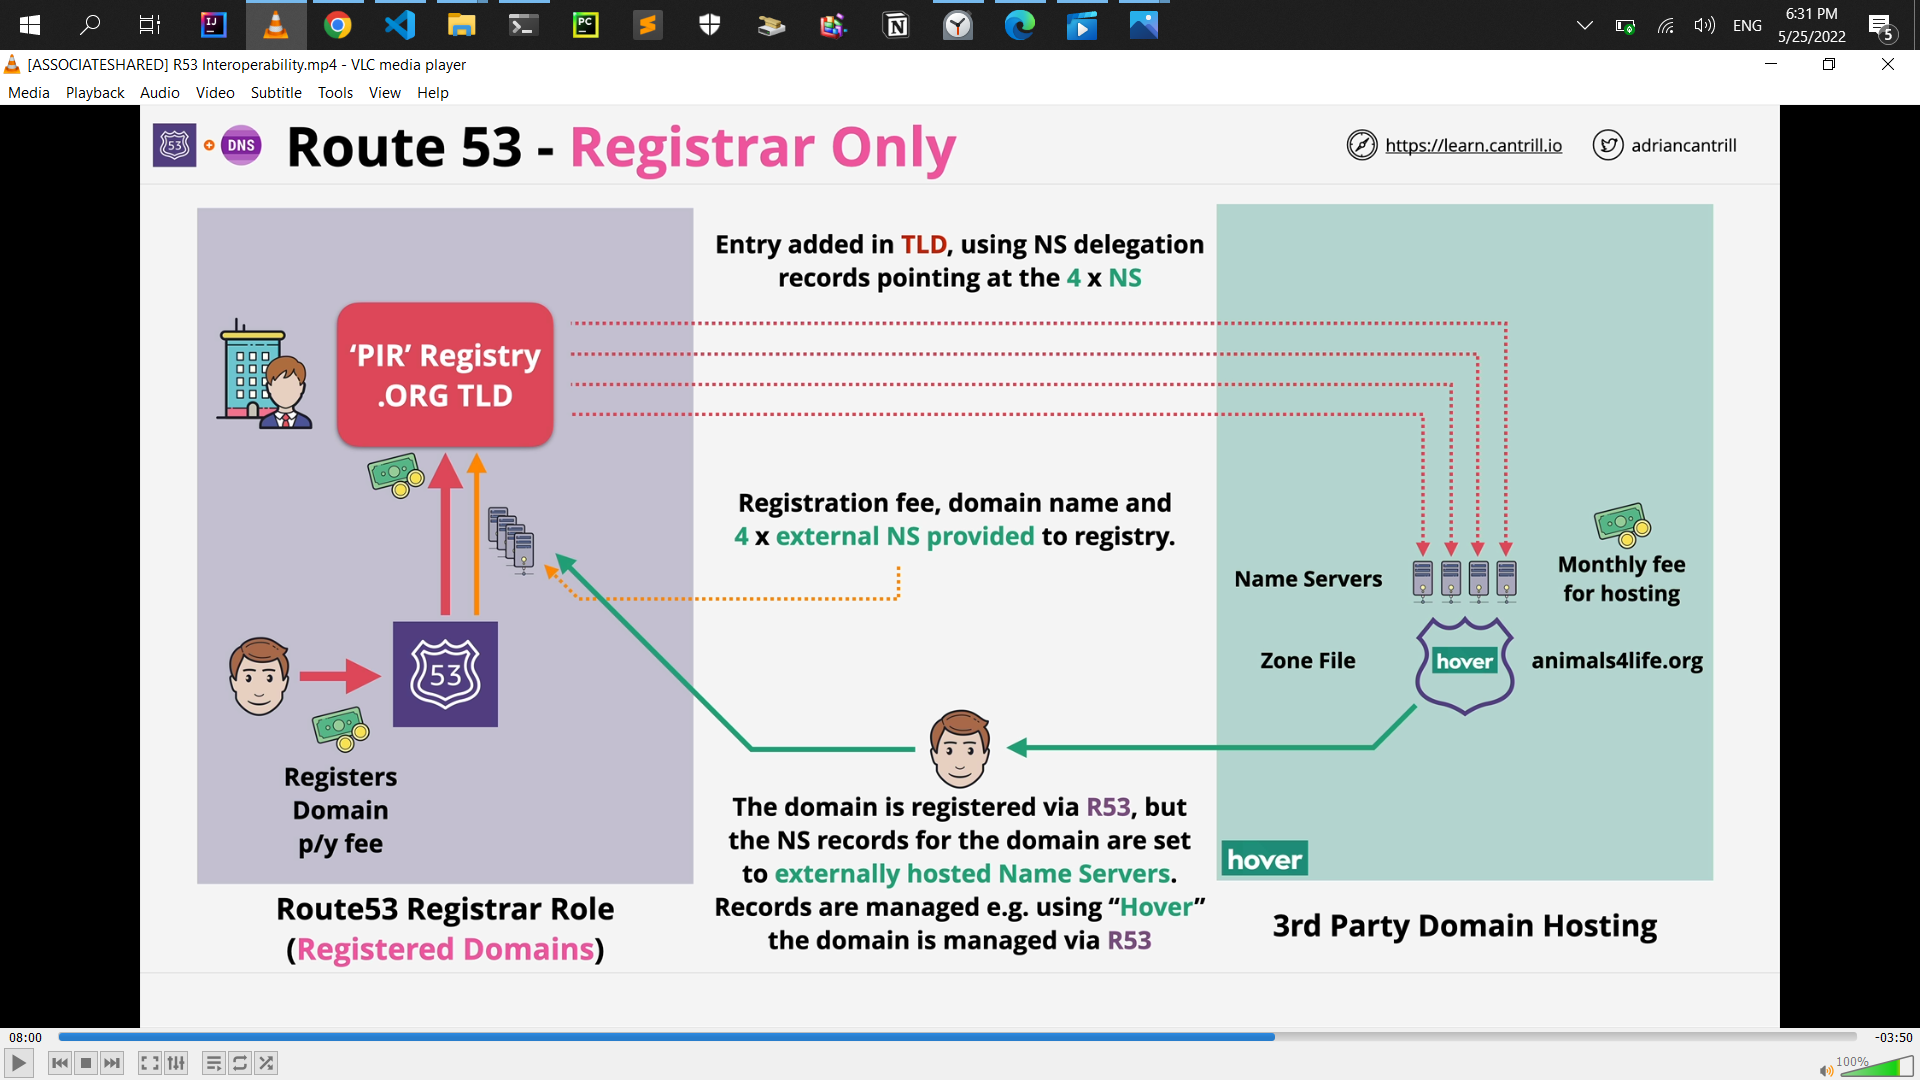 IJ
PC
ENG
6:31 PM
5/25/2022
5
[ASSOCIATESHARED] R53 Interoperability.mp4 - VLC media player
Media Playback Audio Video Subtitle Tools View Help
53
DNS
Route 53 - Registrar Only
https://learn.cantrill.io
adriancantrill
Entry added in TLD, using NS delegation
records pointing at the 4 x NS
‘PIR’ Registry
.ORG TLD
Registration fee, domain name and
4 x external NS provided to registry.
Name Servers
Monthly fee
for hosting
Zone File
hover
animals4life.org
53
Registers
Domain
p/y fee
The domain is registered via R53, but
the NS records for the domain are set
to externally hosted Name Servers.
Records are managed e.g. using “Hover”
the domain is managed via R53
hover
Route53 Registrar Role
(Registered Domains)
3rd Party Domain Hosting
08:00
-03:50
100%